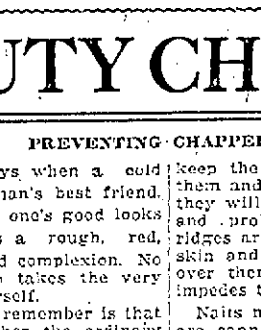 UTY CH
PREVENTING CHAPPE
ys when a cold
man's best friend.
one's good looks
s a rough, red,
d complexion. No
takes the very
rself.
remember is that
keep the
them and
they will
and pro
ridges ar
skin and
over the
impedes t
Nails m